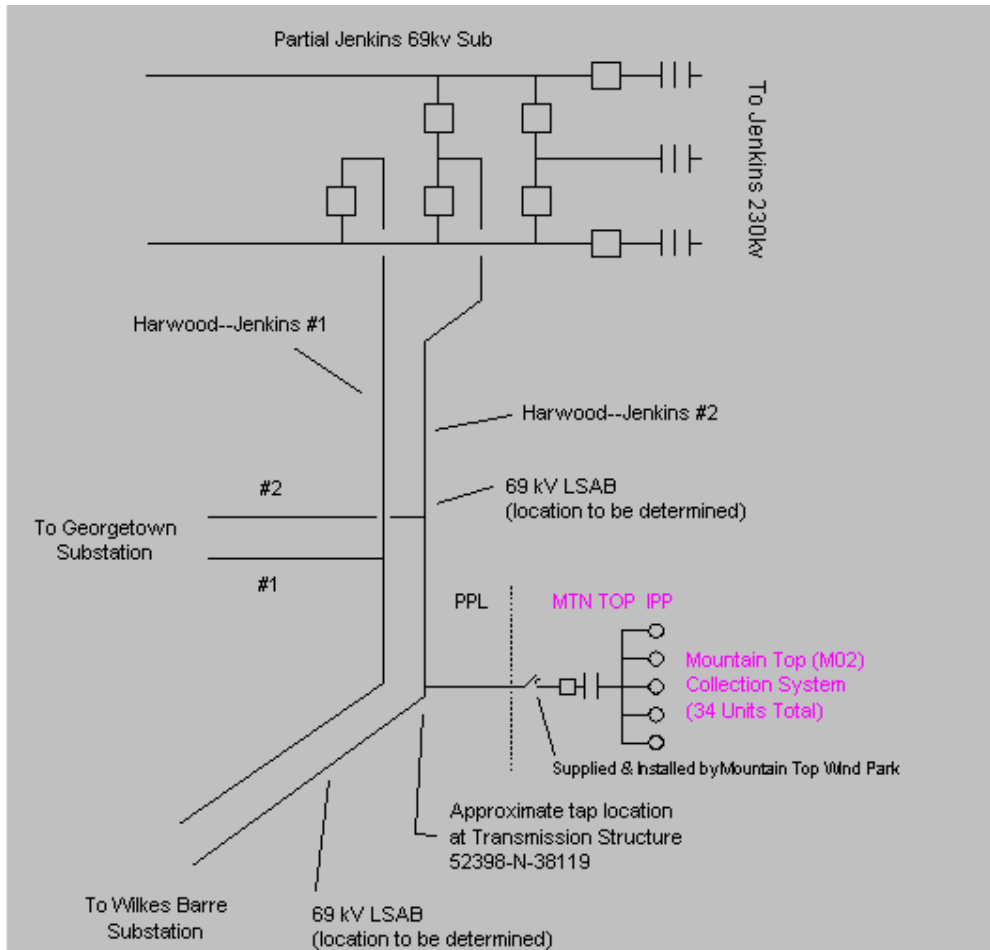 Partial Jenkins 69kv Sub
To Jenkins 230kv
Harwood--Jenkins #1
Harwood--Jenkins #2
#2
69 kV LSAB
(location to be determined)
To Georgetown
Substation
#1
PPL
MTN TOP IPP
Mountain Top (M02)
Collection System
(34 Units Total)
Supplied & Installed by Mountain Top Wind Park
Approximate tap location
at Transmission Structure
52398-N-38119
To Wilkes Barre
Substation
69 kV LSAB
(location to be determined)